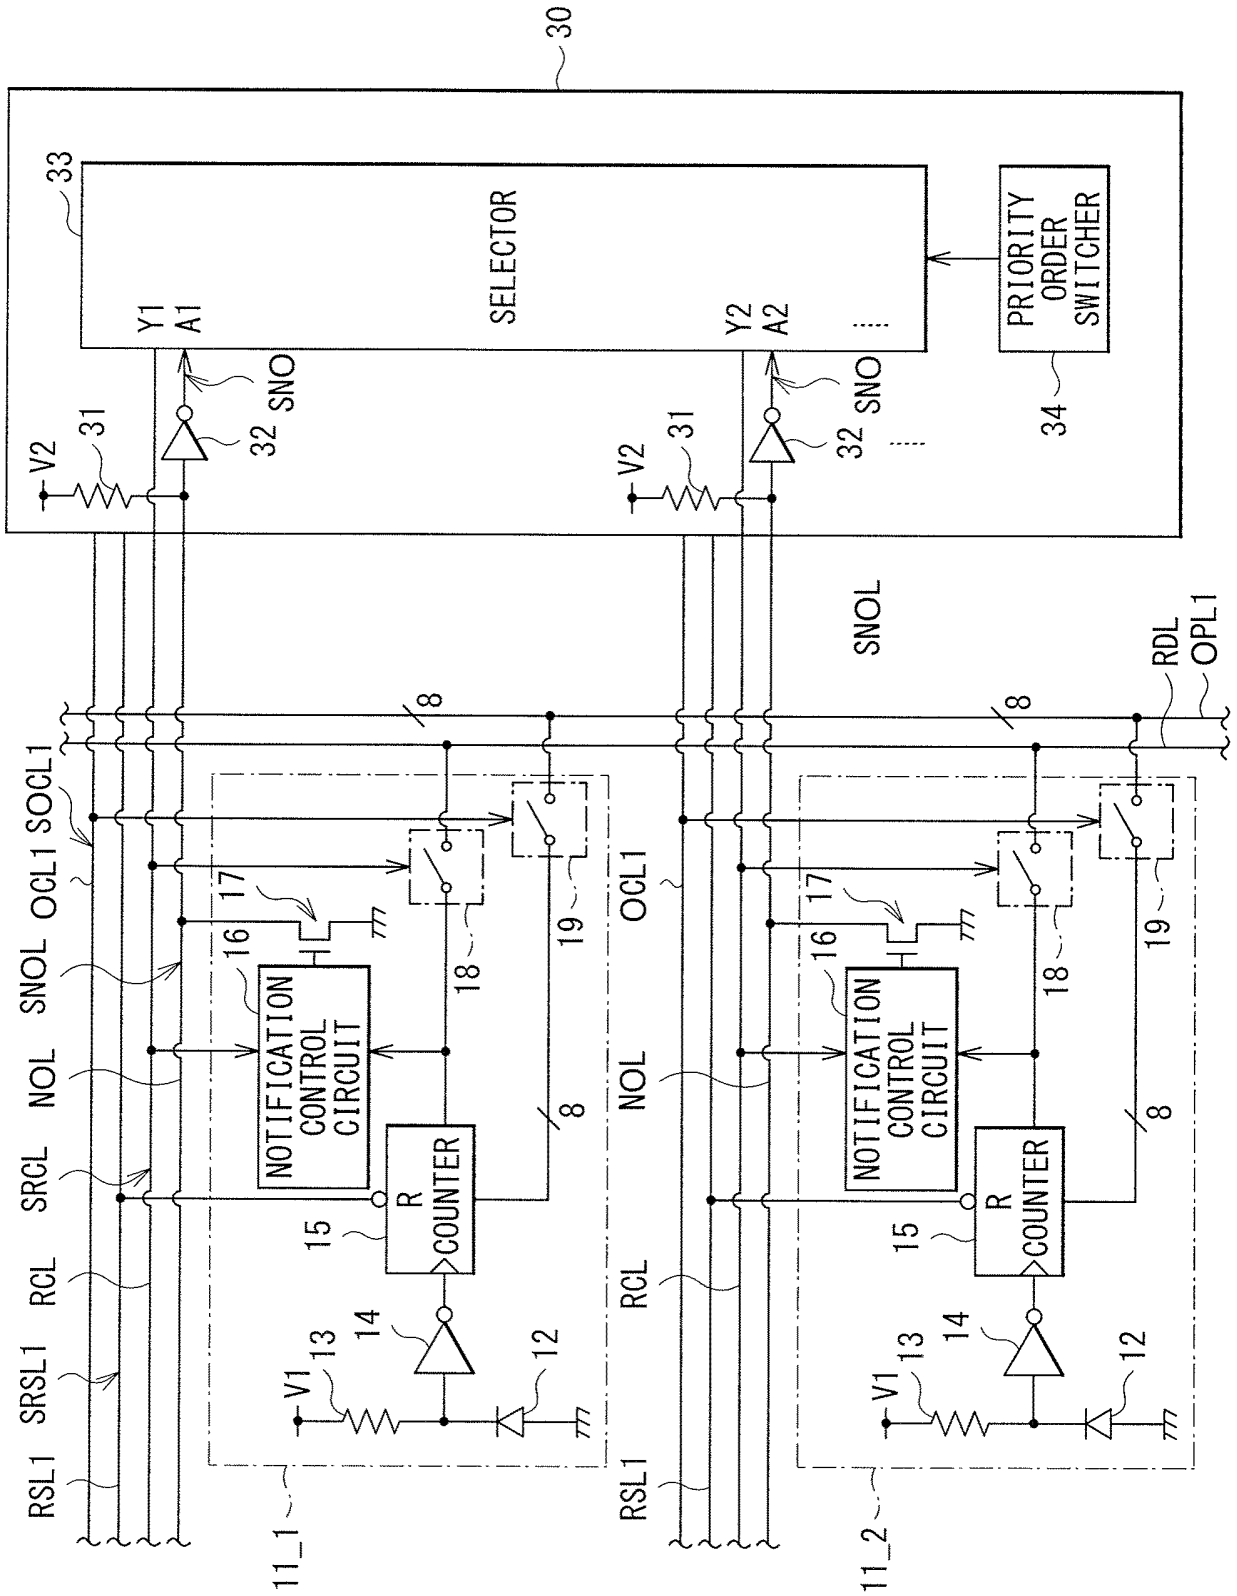 30
33
SELECTOR
Y1
A1
Y2
A2
PRIORITY
ORDER
SWITCHER
34
V2
31
32
SNO
V2
31
32
SNO
SNOL
RDL
OPL1
8
8
RSL1
SRSL1
RCL
SRCL
NOL
SNOL
OCL1
SOCL1
11_1
V1
13
12
14
15
R
COUNTER
NOTIFICATION
CONTROL
CIRCUIT
16
17
18
19
8
RSL1
RCL
NOL
OCL1
11_2
V1
13
12
14
15
R
COUNTER
NOTIFICATION
CONTROL
CIRCUIT
16
17
18
19
8